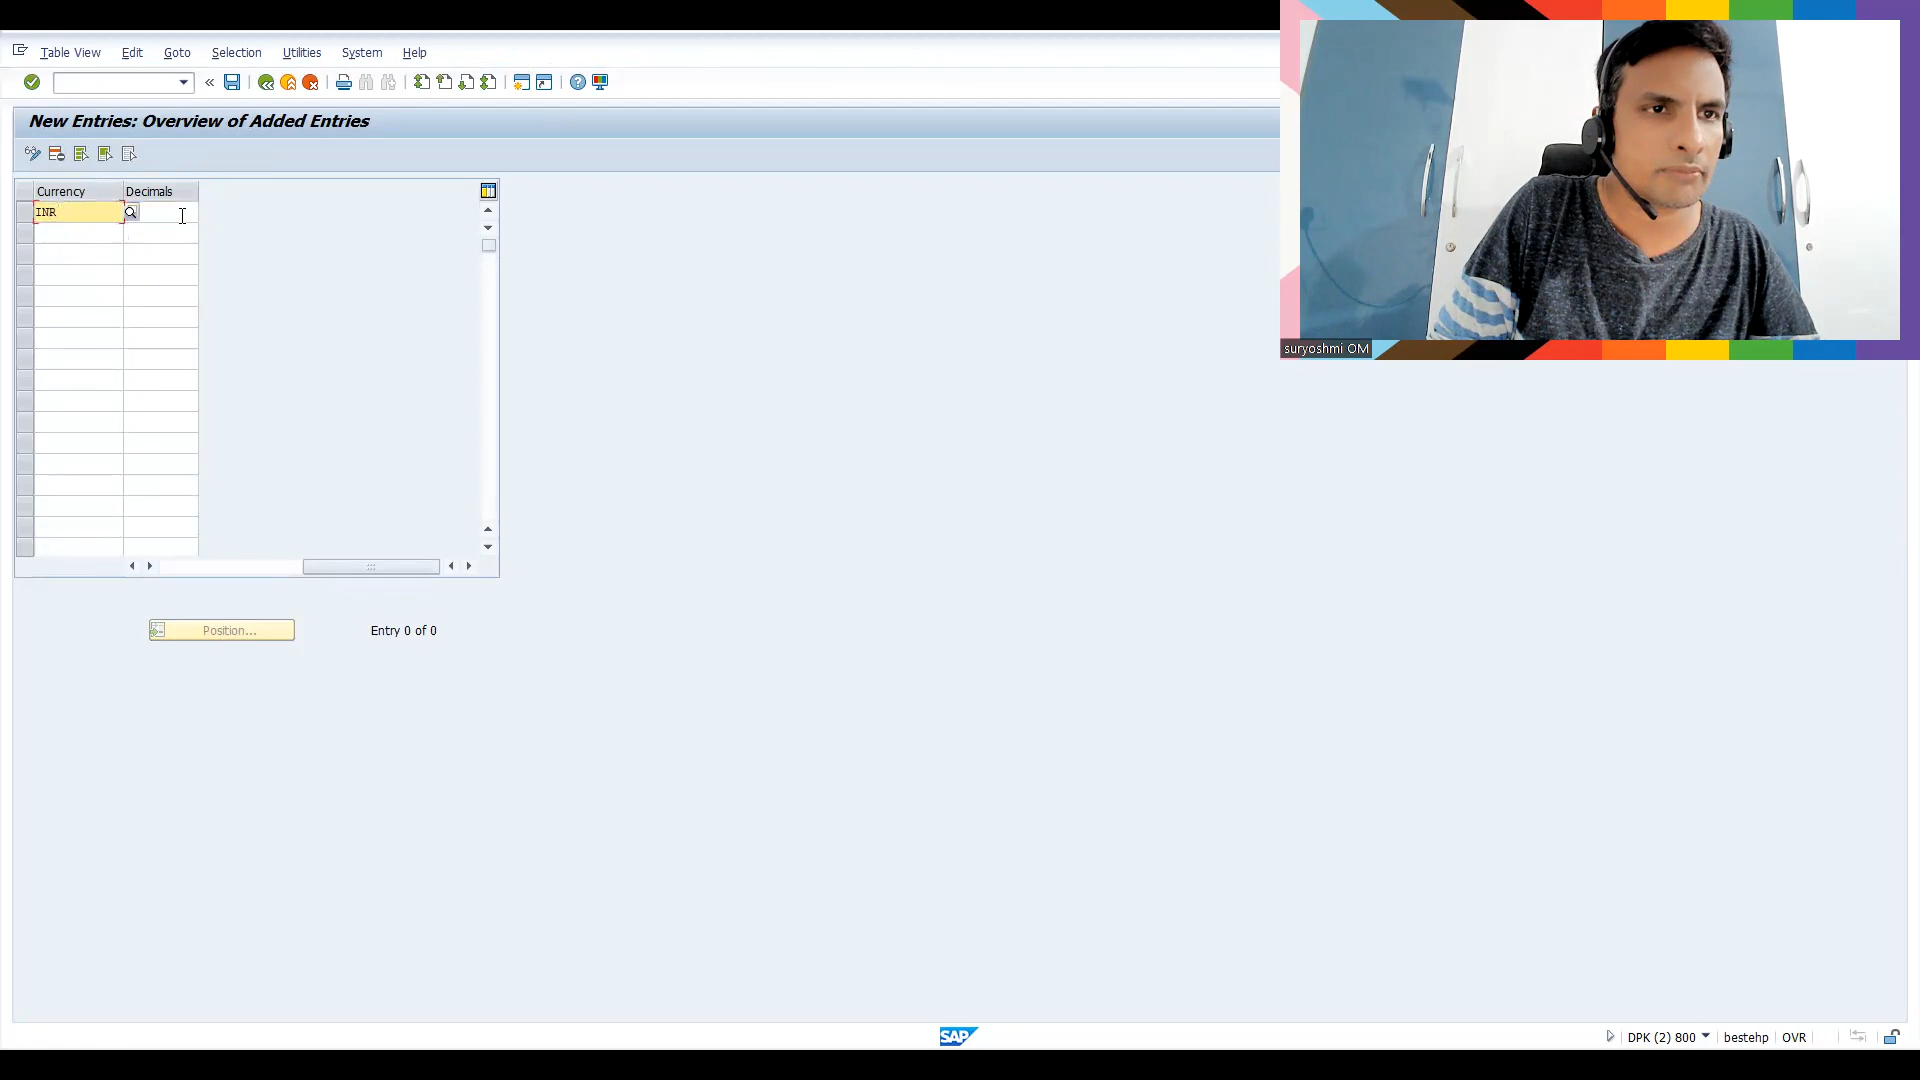 Table View Edit Goto Selection Utilities System Help
New Entries: Overview of Added Entries
Currency Decimals
INR
Position... Entry 0 of 0
suryoshmi OM
SAP DPK (2) 800 bestehp OVR